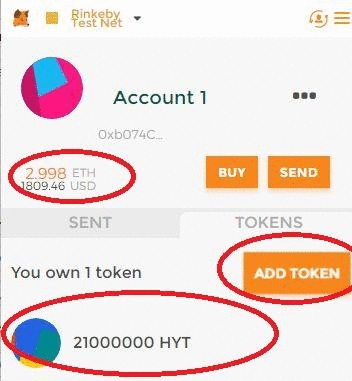 Rinkeby
Test Net
Account 1
0xb074C...
2.998 ETH
1809.46 USD
BUY
SEND
SENT
TOKENS
You own 1 token
ADD TOKEN
21000000 HYT